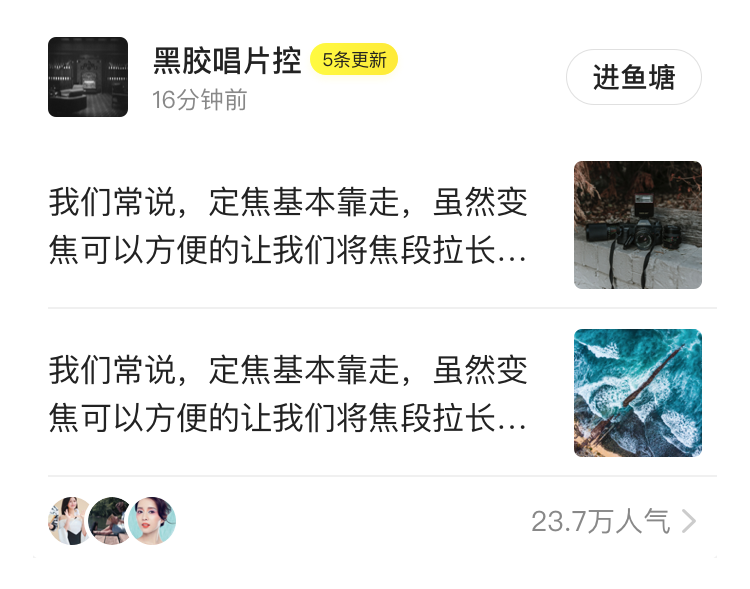 黑胶唱片控
5条更新
16分钟前
进鱼塘
我们常说，定焦基本靠走，虽然变
焦可以方便的让我们将焦段拉长...
我们常说，定焦基本靠走，虽然变
焦可以方便的让我们将焦段拉长...
23.7万人气